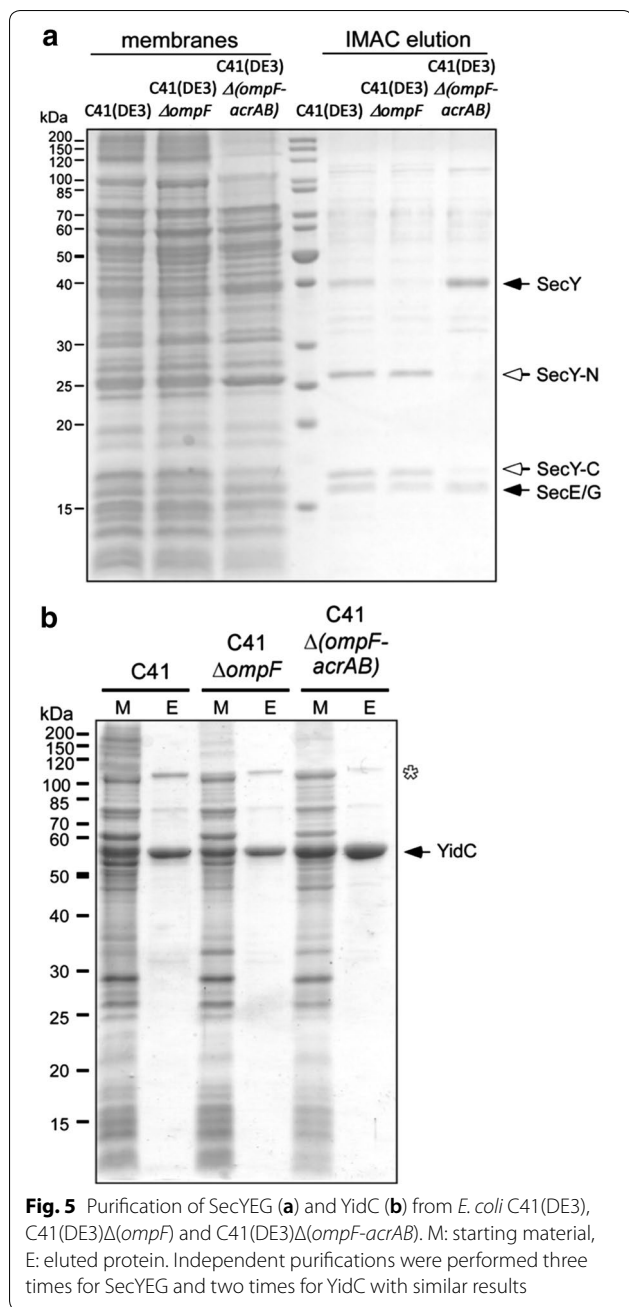 a
membranes IMAC elution
C41(DE3) C41(DE3) ΔompF C41(DE3) Δ(ompF-acrAB) C41(DE3) C41(DE3) ΔompF C41(DE3) Δ(ompF-acrAB)
kDa
200
150
120
100
85
70
60
50
40
30
25
20
15
SecY
SecY-N
SecY-C
SecE/G
b
C41 C41 ΔompF C41 Δ(ompF-acrAB)
M E M E M E
kDa
200
150
120
100
85
70
60
50
40
30
25
20
15
*
YidC
Fig. 5 Purification of SecYEG (a) and YidC (b) from E. coli C41(DE3),
C41(DE3)Δ(ompF) and C41(DE3)Δ(ompF-acrAB). M: starting material,
E: eluted protein. Independent purifications were performed three
times for SecYEG and two times for YidC with similar results